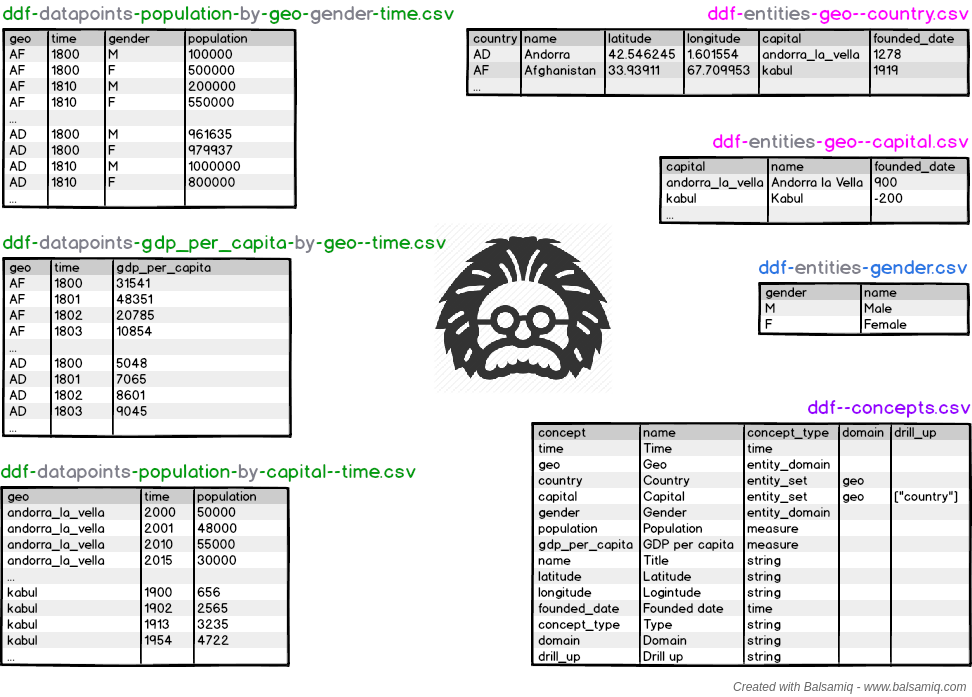 ddf-datapoints-population-by-geo-gender-time.csv
geo time gender population
AF 1800 M 100000
AF 1800 F 500000
AF 1810 M 200000
AF 1810 F 550000
...
AD 1800 M 961635
AD 1800 F 979937
AD 1810 M 1000000
AD 1810 F 800000
...
ddf-datapoints-gdp_per_capita-by-geo--time.csv
geo time gdp_per_capita
AF 1800 31541
AF 1801 48351
AF 1802 20785
AF 1803 10854
...
AD 1800 5048
AD 1801 7065
AD 1802 8601
AD 1803 9045
...
ddf-datapoints-population-by-capital--time.csv
geo time population
andorra_la_vella 2000 50000
andorra_la_vella 2001 48000
andorra_la_vella 2010 55000
andorra_la_vella 2015 30000
...
kabul 1900 656
kabul 1902 2565
kabul 1913 3235
kabul 1954 4722
...
ddf-entities-geo--country.csv
country name latitude longitude capital founded_date
AD Andorra 42.546245 1.601554 andorra_la_vella 1278
AF Afghanistan 33.93911 67.709953 kabul 1919
...
ddf-entities-geo--capital.csv
capital name founded_date
andorra_la_vella Andorra la Vella 900
kabul Kabul -200
...
ddf-entities-gender.csv
gender name
M Male
F Female
ddf--concepts.csv
concept name concept_type domain drill_up
time Time time
geo Geo entity_domain
country Country entity_set geo
capital Capital entity_set geo ["country"]
gender Gender entity_domain
population Population measure
gdp_per_capita GDP per capita measure
name Title string
latitude Latitude string
longitude Logintude string
founded_date Founded date time
concept_type Type string
domain Domain string
drill_up Drill up string
Created with Balsamiq - www.balsamiq.com